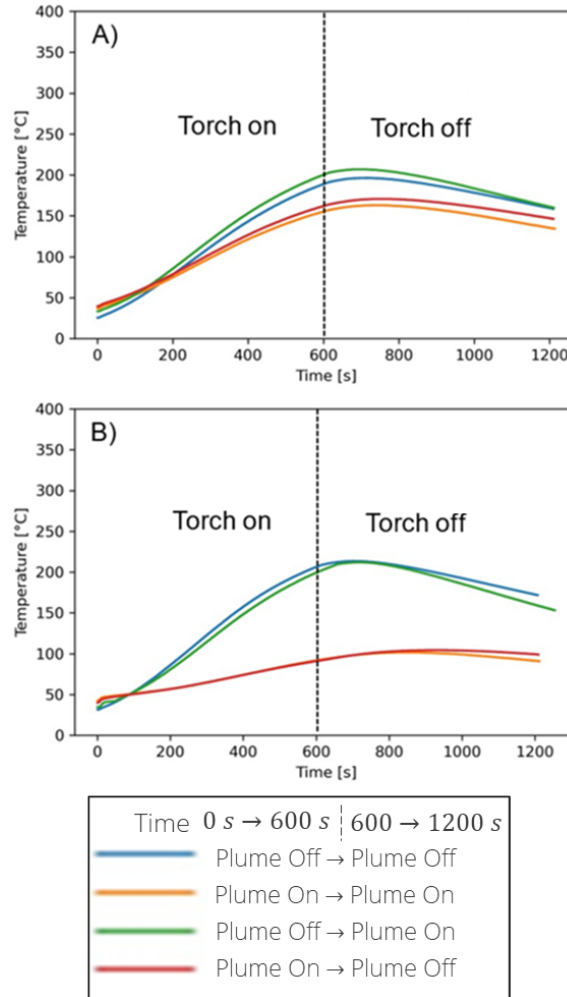 A)
400
350
300
250
200
150
100
50
0
Temperature [°C]
Torch on
Torch off
0 200 400 600 800 1000 1200
Time [s]
B)
400
350
300
250
200
150
100
50
0
Temperature [°C]
Torch on
Torch off
0 200 400 600 800 1000 1200
Time [s]
Time 0 s → 600 s 600 → 1200 s
Plume Off → Plume Off
Plume On → Plume On
Plume Off → Plume On
Plume On → Plume Off